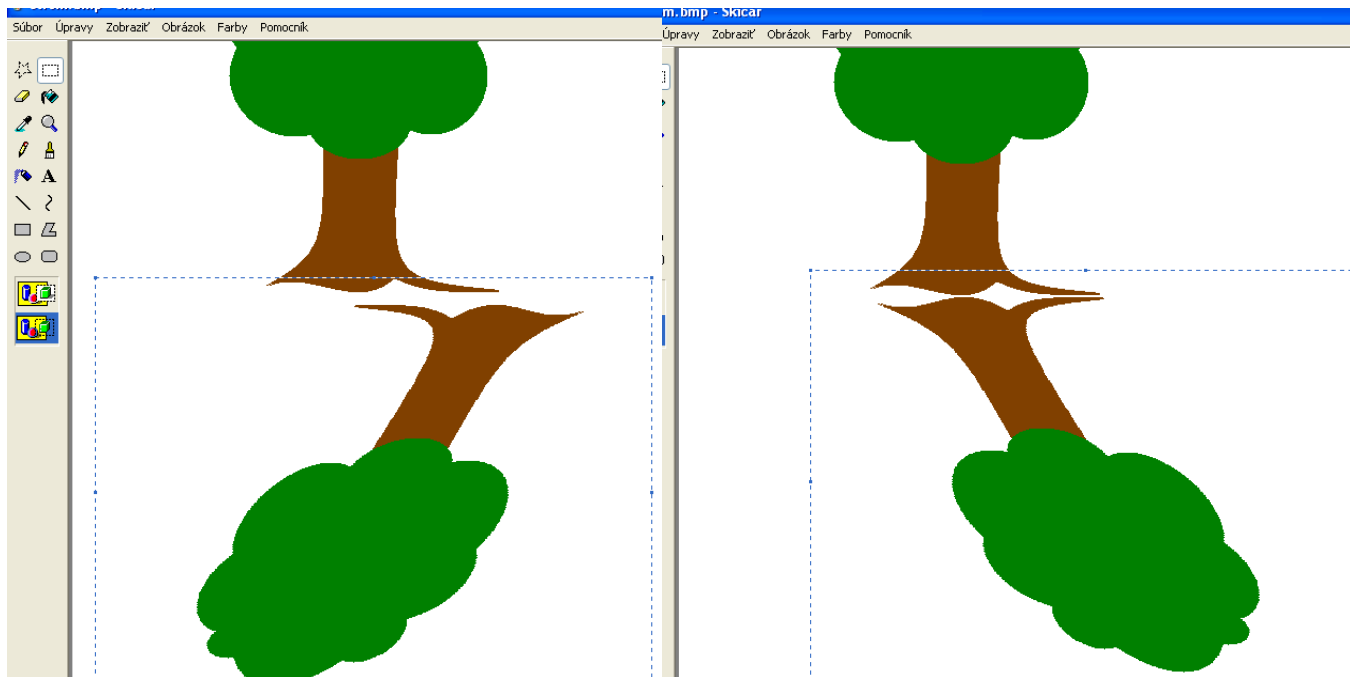 Súbor Úpravy Zobraziť Obrázok Farby Pomocník
A
m.bmp - Skicár
Úpravy Zobraziť Obrázok Farby Pomocník